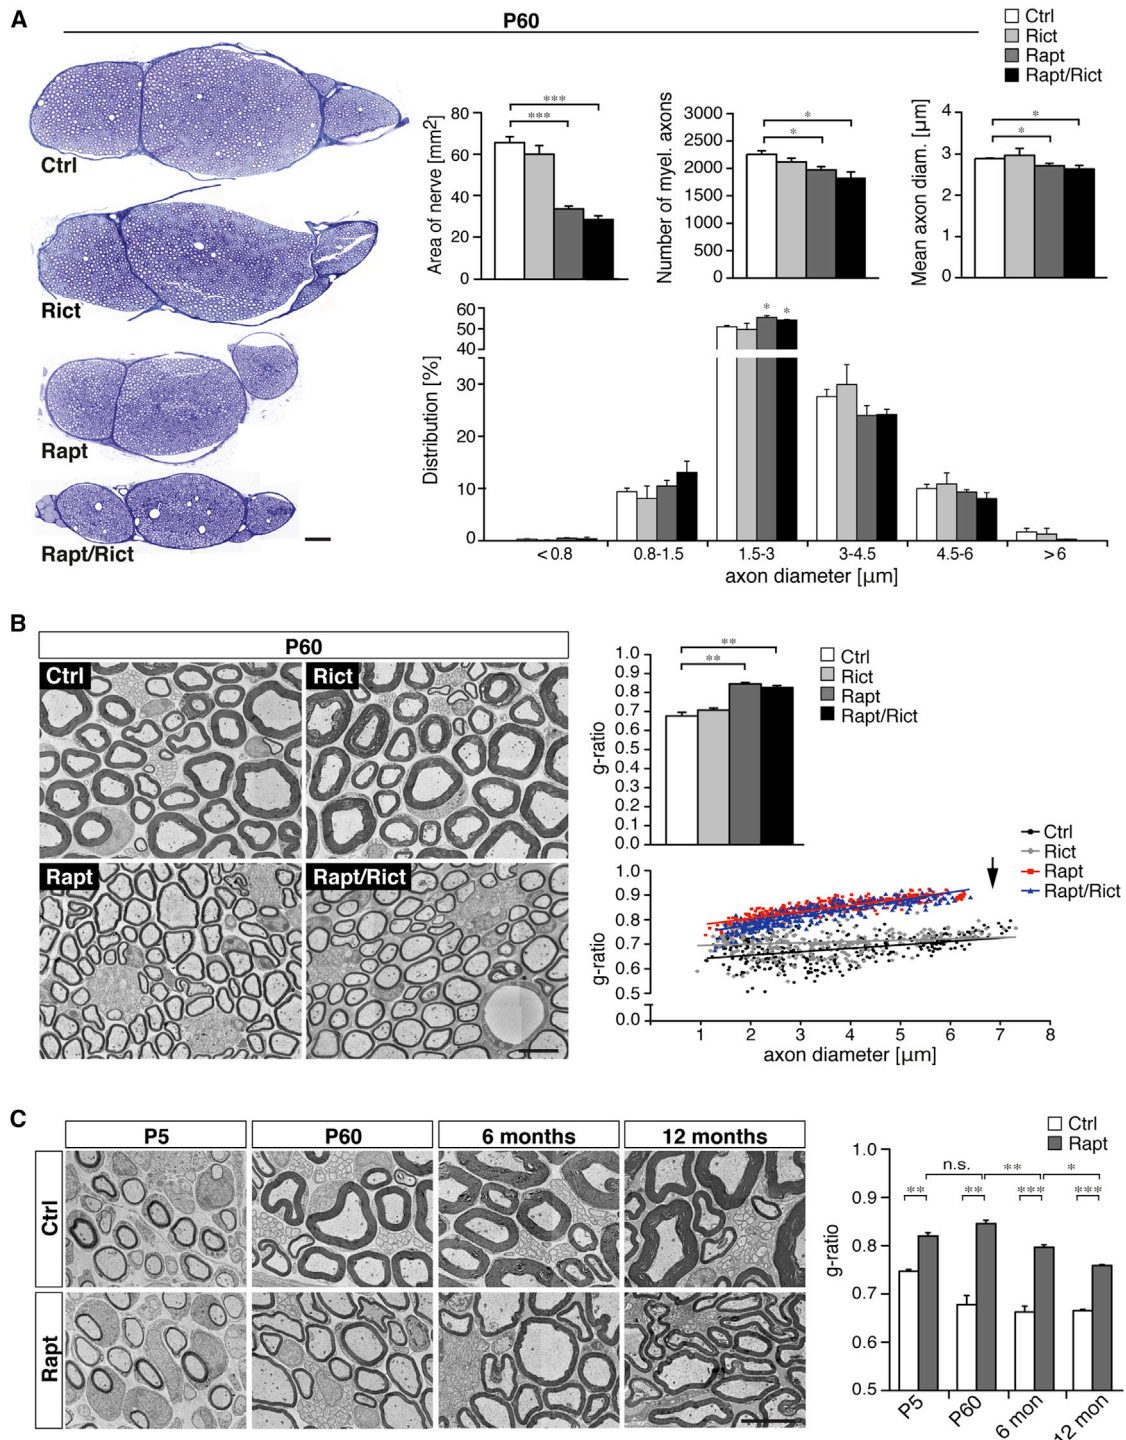 A
P60
Ctrl
Rict
Rapt
Rapt/Rict
Ctrl
Rict
Rapt
Rapt/Rict
Area of nerve [mm²]
80
60
40
20
0
***
***
Number of myel. axons
3000
2500
2000
1500
1000
500
0
*
*
Mean axon diam. [µm]
4
3
2
1
0
*
*
Distribution [%]
60
50
40
30
20
10
0
*
*
<0.8
0.8-1.5
1.5-3
3-4.5
4.5-6
>6
axon diameter [µm]
B
P60
Ctrl
Rict
Rapt
Rapt/Rict
g-ratio
1.0
0.9
0.8
0.7
0.6
0.5
0.4
0.3
0.2
0.1
0.0
**
**
Ctrl
Rict
Rapt
Rapt/Rict
g-ratio
1.0
0.9
0.8
0.7
0.6
0.5
0.0
1
2
3
4
5
6
7
8
axon diameter [µm]
Ctrl
Rict
Rapt
Rapt/Rict
C
P5
P60
6 months
12 months
Ctrl
Rapt
Ctrl
Rapt
g-ratio
1.0
0.9
0.8
0.7
0.6
0.5
n.s.
**
*
**
**
***
***
P5
P60
6 mon
12 mon